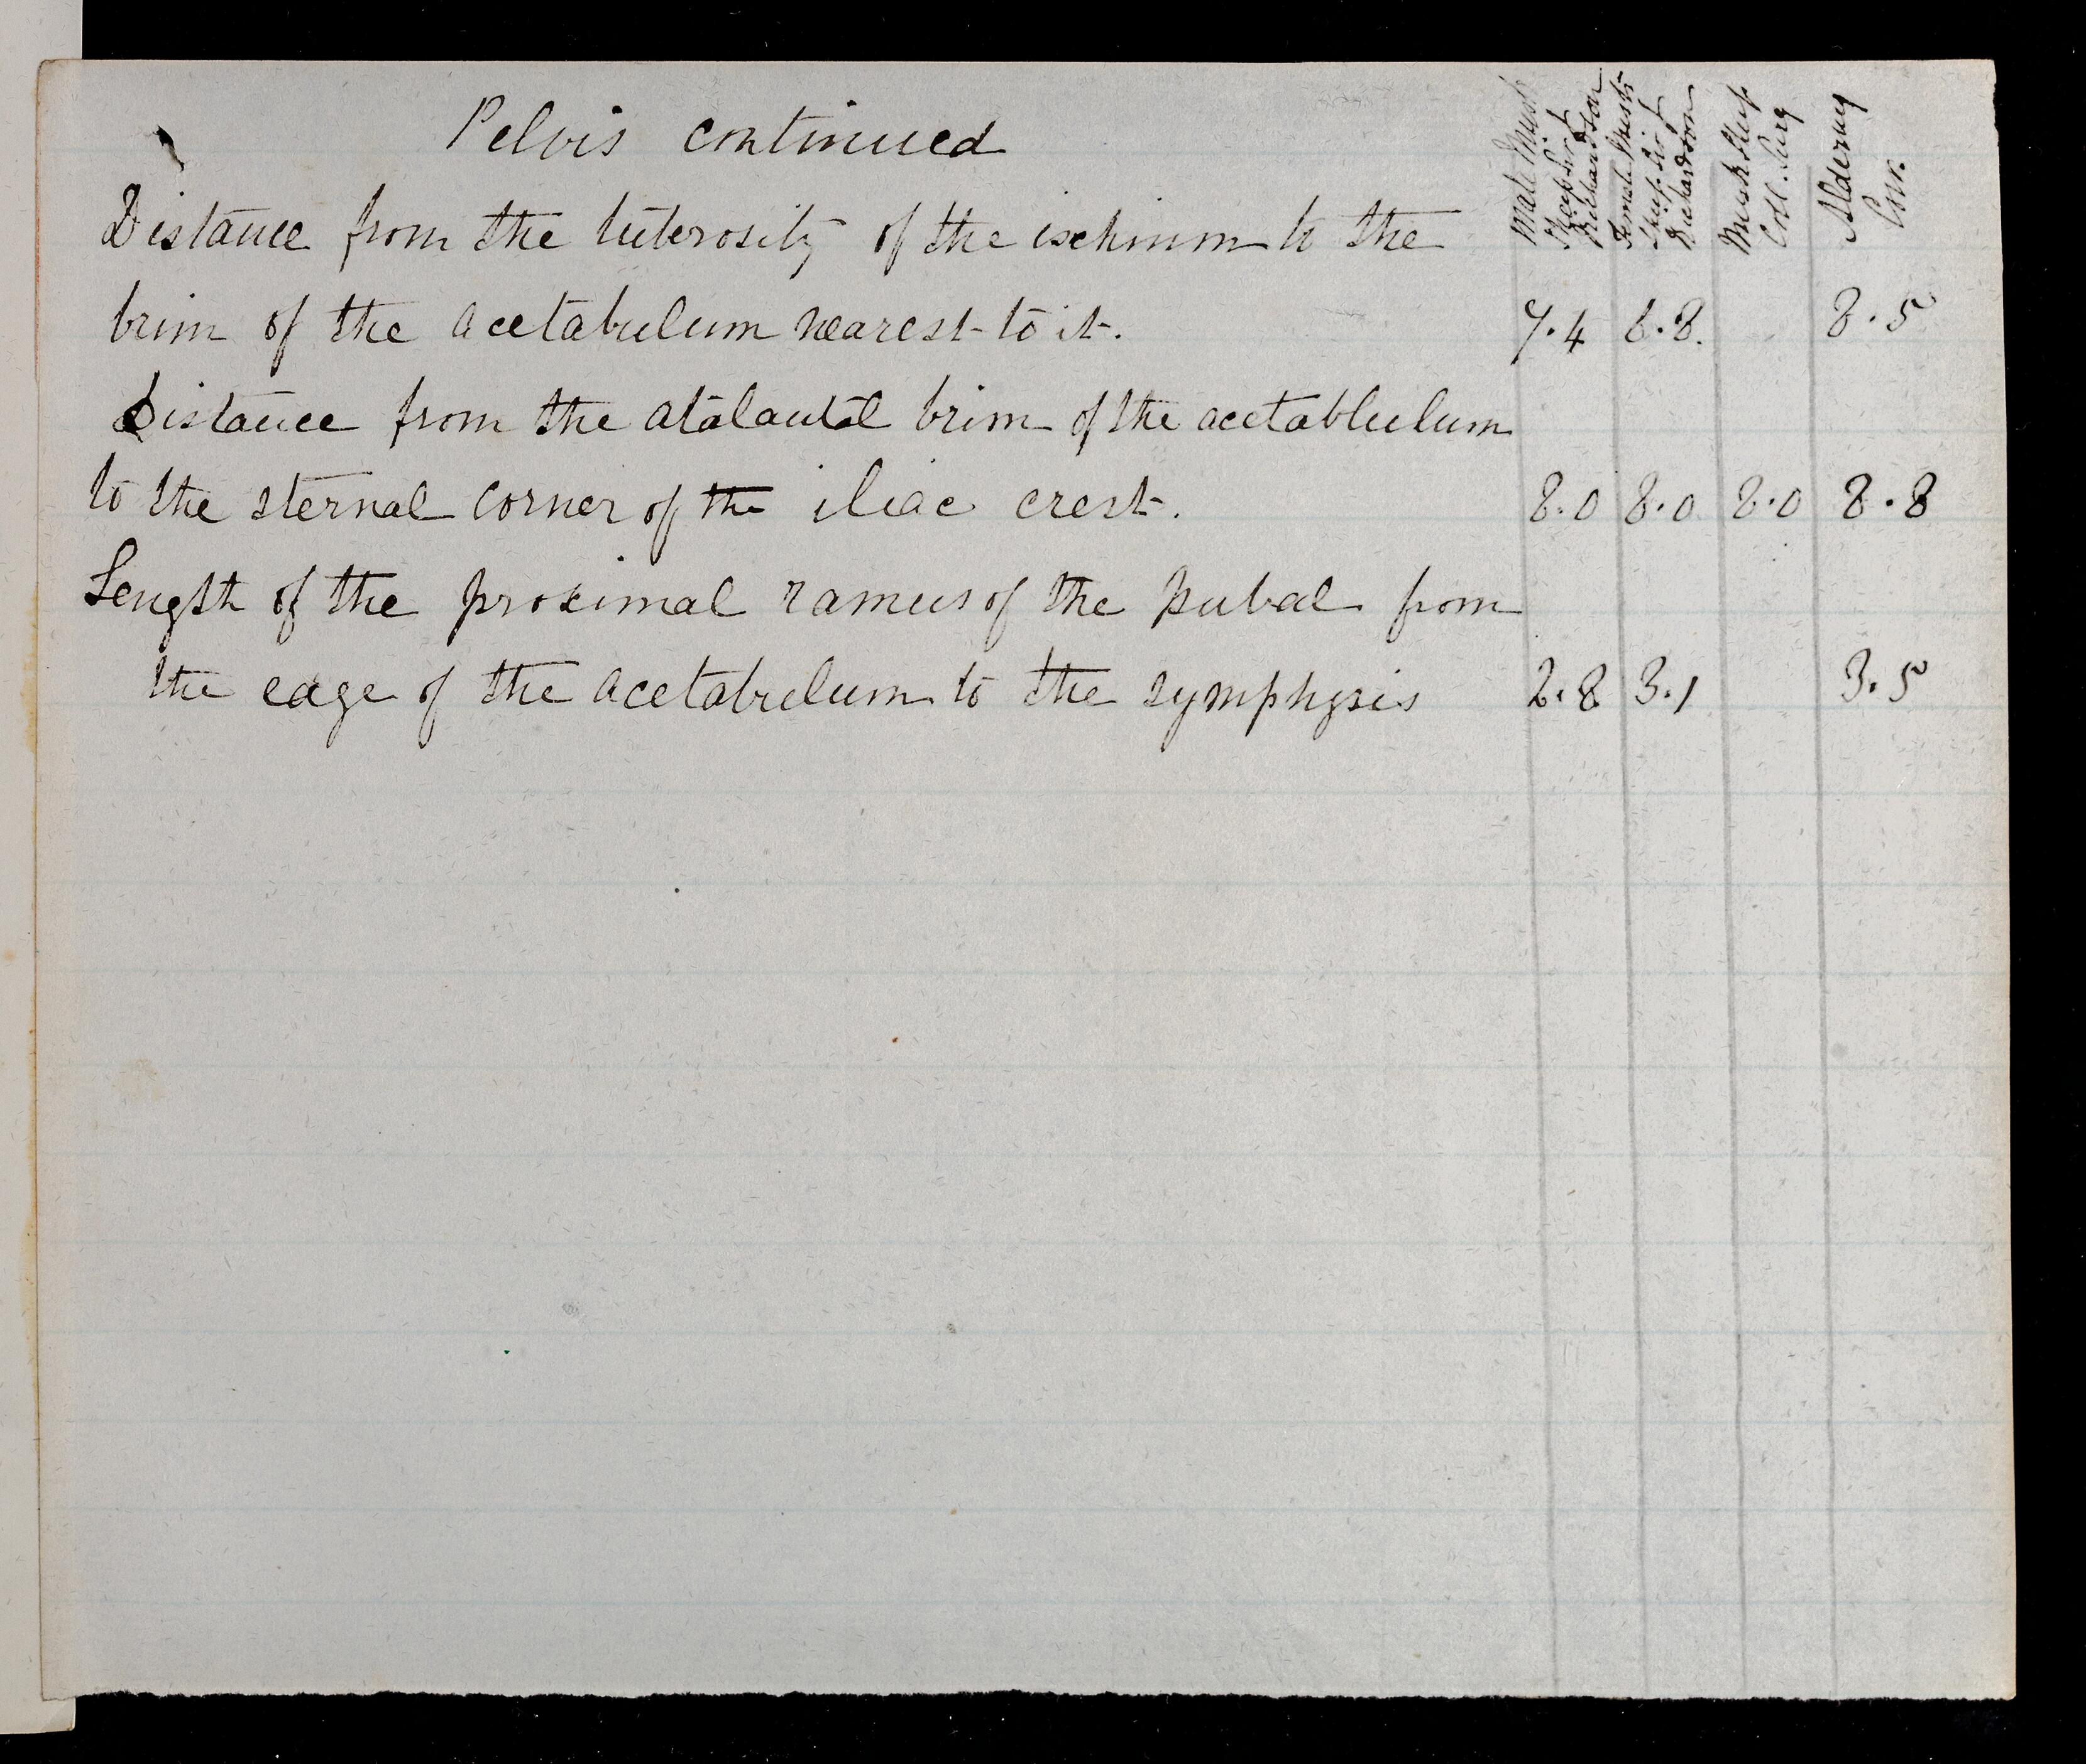 Pelvis continued
Male Musk Sheep Sir J Richardson
Female Musk Sheep Sir J Richardson
Musk Sheep Coll. Surg
Alderney Cow.
Distance from the tuberosity of the ischium to the
brim of the acetabulum nearest to it. 7.4 6.8. 8.5
Distance from the atalantal brim of the acetablulum
to the sternal corner of the iliac crest. 8.0 8.0 8.0 8.8
Length of the proximal ramus of the pubal from
the edge of the acetabulum to the symphysis 2.8 3.1 3.5